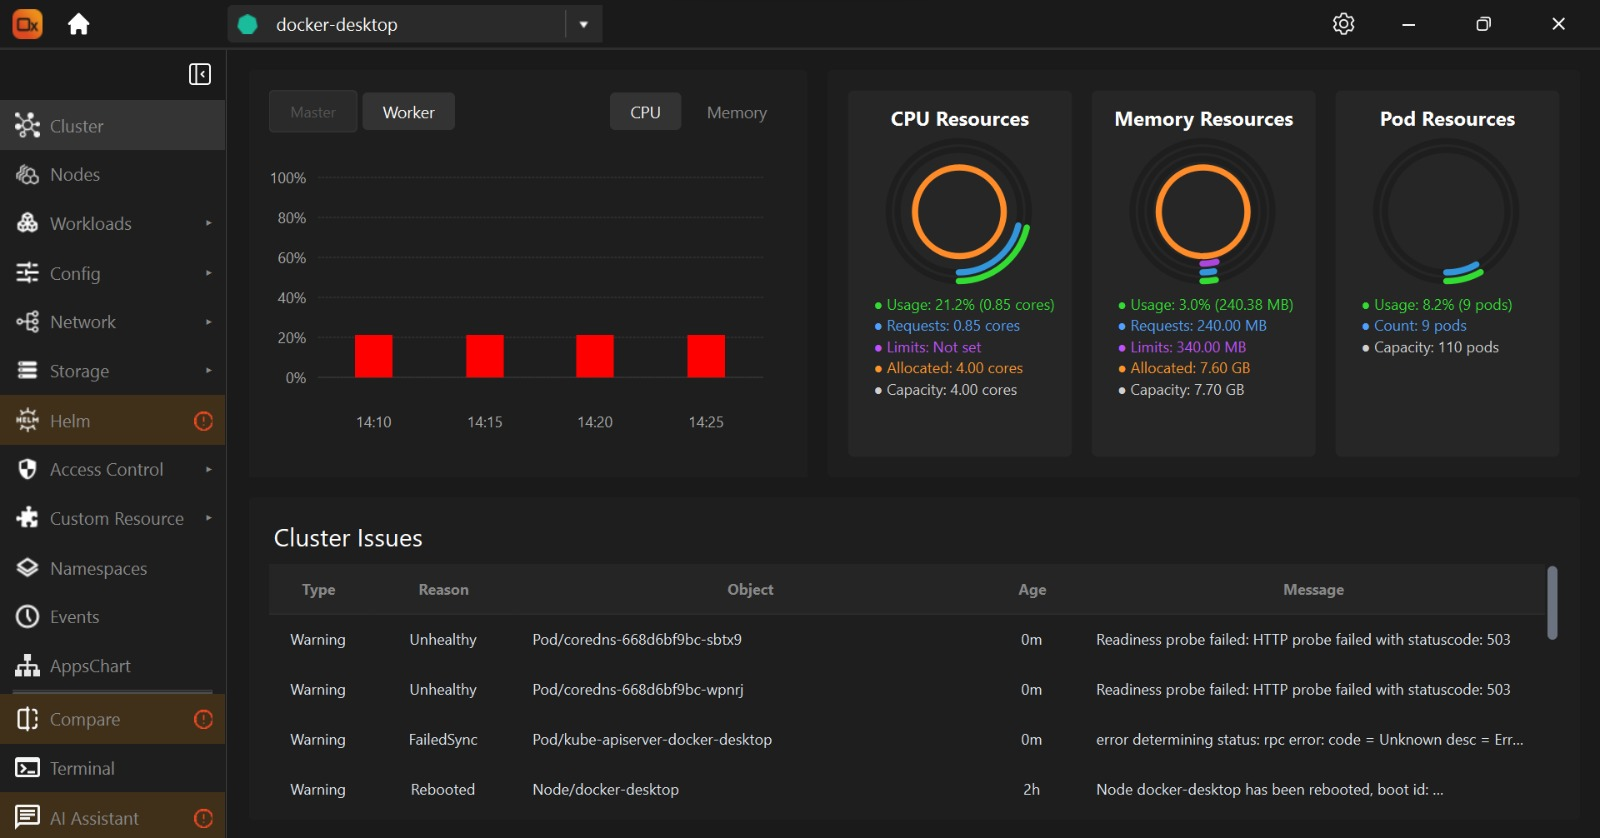 Ox
docker-desktop
Cluster
Nodes
Workloads
Config
Network
Storage
HELM
Helm
Access Control
Custom Resource
Namespaces
Events
AppsChart
Compare
Terminal
AI Assistant
Master
Worker
CPU
Memory
100%
80%
60%
40%
20%
0%
14:10
14:15
14:20
14:25
CPU Resources
Usage: 21.2% (0.85 cores)
Requests: 0.85 cores
Limits: Not set
Allocated: 4.00 cores
Capacity: 4.00 cores
Memory Resources
Usage: 3.0% (240.38 MB)
Requests: 240.00 MB
Limits: 340.00 MB
Allocated: 7.60 GB
Capacity: 7.70 GB
Pod Resources
Usage: 8.2% (9 pods)
Count: 9 pods
Capacity: 110 pods
Cluster Issues
Type Reason Object Age Message
Warning Unhealthy Pod/coredns-668d6bf9bc-sbtx9 0m Readiness probe failed: HTTP probe failed with statuscode: 503
Warning Unhealthy Pod/coredns-668d6bf9bc-wpnrj 0m Readiness probe failed: HTTP probe failed with statuscode: 503
Warning FailedSync Pod/kube-apiserver-docker-desktop 0m error determining status: rpc error: code = Unknown desc = Err...
Warning Rebooted Node/docker-desktop 2h Node docker-desktop has been rebooted, boot id: ...